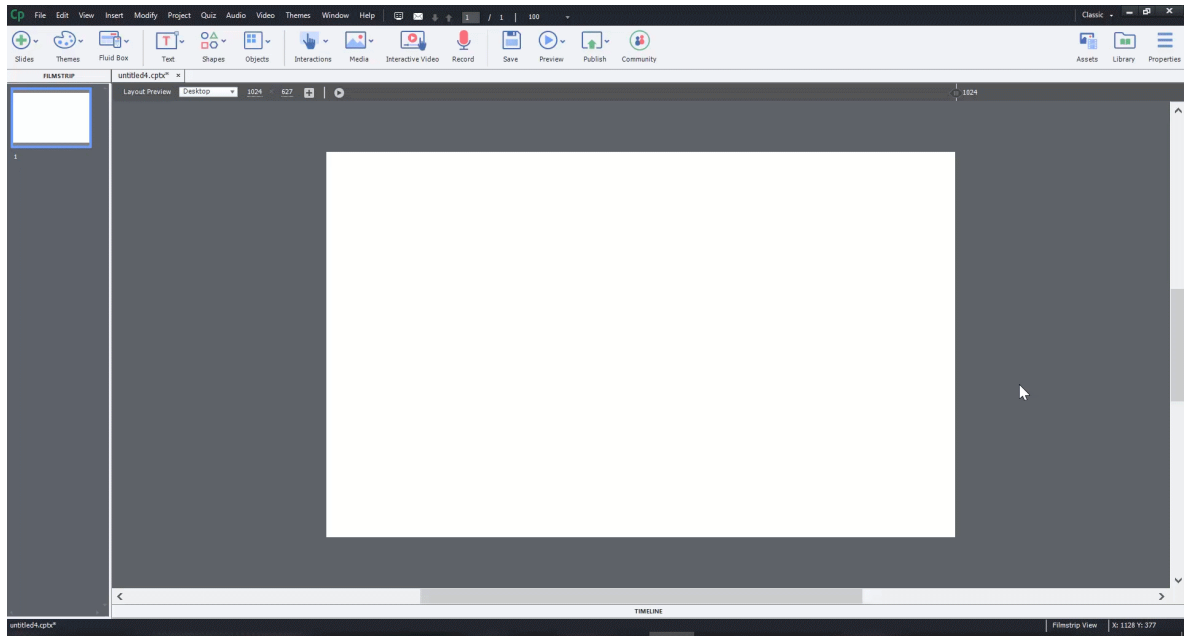 Cp File Edit View Insert Modify Project Quiz Audio Video Themes Window Help 1 / 1 | 100 Classic
Slides Themes Fluid Box Text Shapes Objects Interactions Media Interactive Video Record Save Preview Publish Community Assets Library Properties
FILMSTRIP untitled4.cptx* ×
Layout Preview Desktop 1024 × 627 1024
1
TIMELINE
untitled4.cptx* Filmstrip View X: 1128 Y: 377